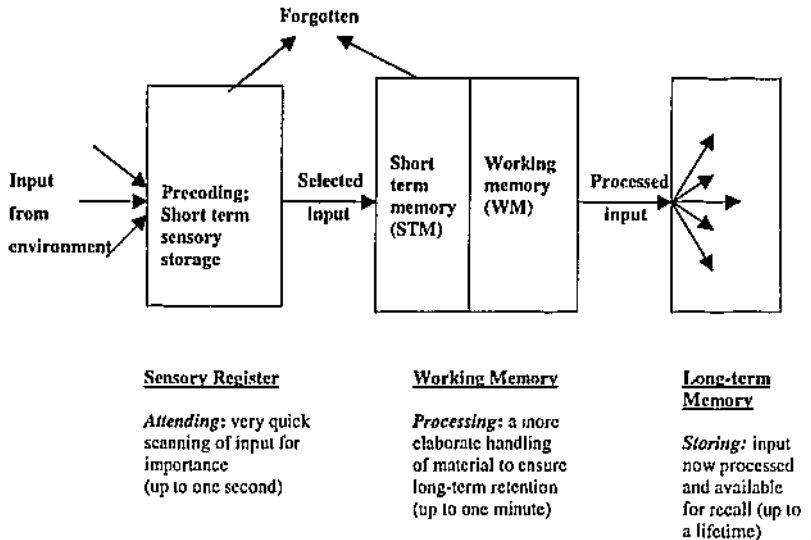 Forgotten
Input
from
environment
Precoding;
Short term
sensory
storage
Selected
input
Short
term
memory
(STM)
Working
memory
(WM)
Processed
input
Sensory Register
Attending: very quick
scanning of input for
importance
(up to one second)
Working Memory
Processing: a more
elaborate handling
of material to ensure
long-term retention
(up to one minute)
Long-term
Memory
Storing: input
now processed
and available
for recall (up to
a lifetime)